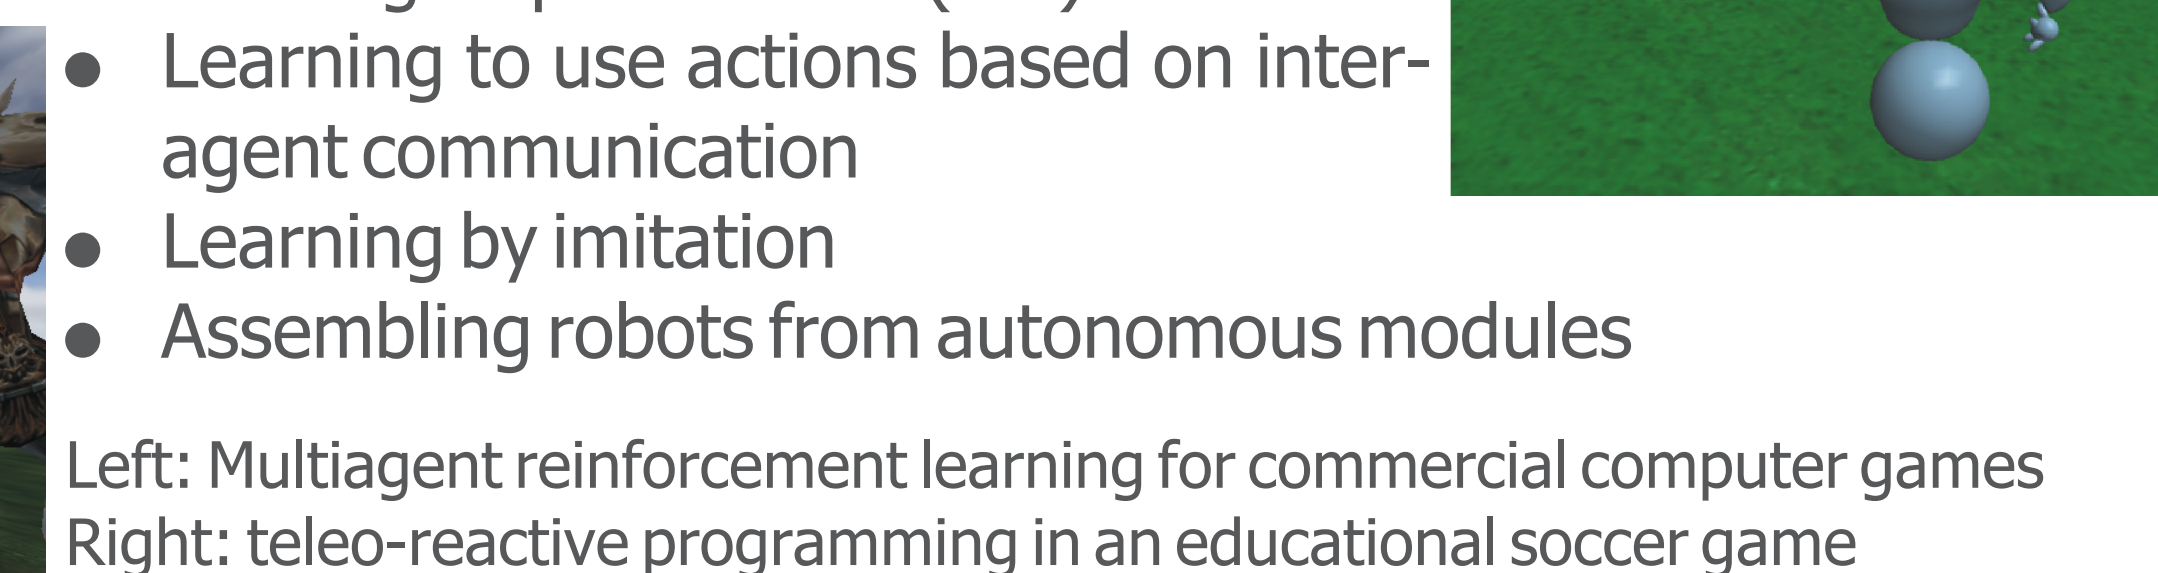 ● Learning to use actions based on inter-
agent communication
● Learning by imitation
● Assembling robots from autonomous modules
Left: Multiagent reinforcement learning for commercial computer games
Right: teleo-reactive programming in an educational soccer game